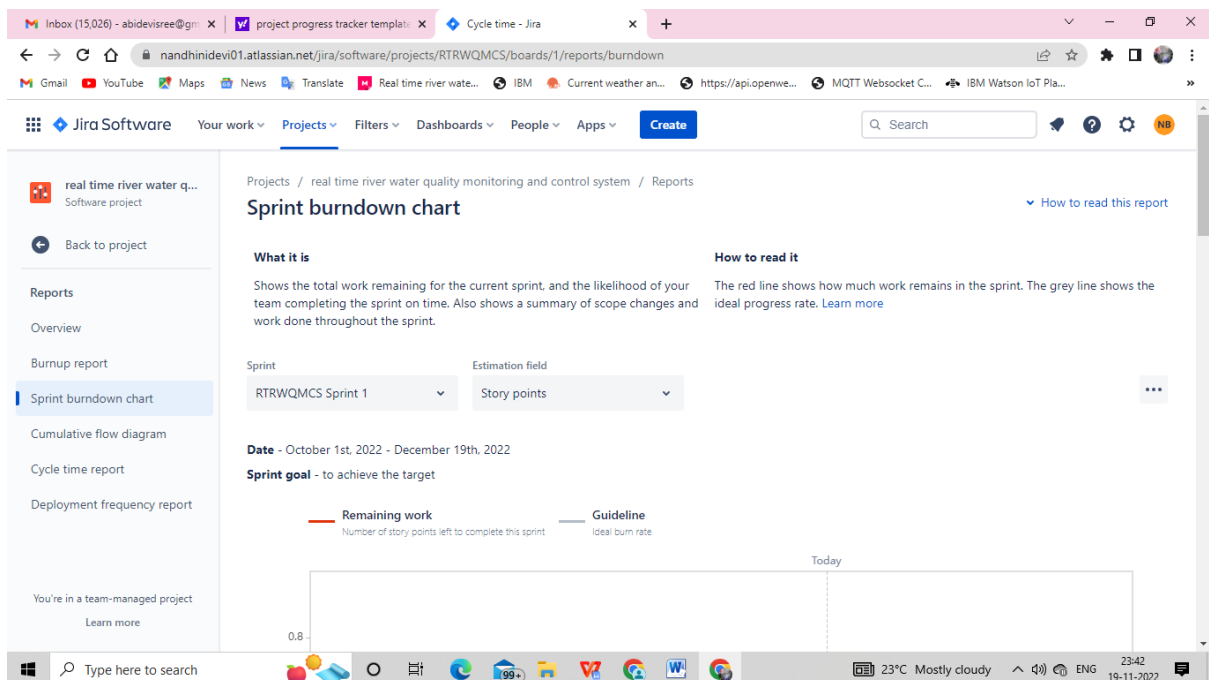 Inbox (15,026) - abidevisree@gm
project progress tracker template
Cycle time - Jira
nandhinidevi01.atlassian.net/jira/software/projects/RTRWQMCS/boards/1/reports/burndown
Gmail YouTube Maps News Translate Real time river wate... IBM Current weather an... https://api.openwe... MQTT Websocket C... IBM Watson IoT Pla... »
Jira Software Your work Projects Filters Dashboards People Apps Create Search NB
real time river water q...
Software project
Back to project
Reports
Overview
Burnup report
Sprint burndown chart
Cumulative flow diagram
Cycle time report
Deployment frequency report
You're in a team-managed project
Learn more
Projects / real time river water quality monitoring and control system / Reports
Sprint burndown chart
How to read this report
What it is
Shows the total work remaining for the current sprint, and the likelihood of your
team completing the sprint on time. Also shows a summary of scope changes and
work done throughout the sprint.
How to read it
The red line shows how much work remains in the sprint. The grey line shows the
ideal progress rate. Learn more
Sprint
RTRWQMCS Sprint 1
Estimation field
Story points
Date - October 1st, 2022 - December 19th, 2022
Sprint goal - to achieve the target
Remaining work
Number of story points left to complete this sprint
Guideline
Ideal burn rate
Today
0.8
Type here to search
99+
23°C Mostly cloudy
ENG
23:42
19-11-2022